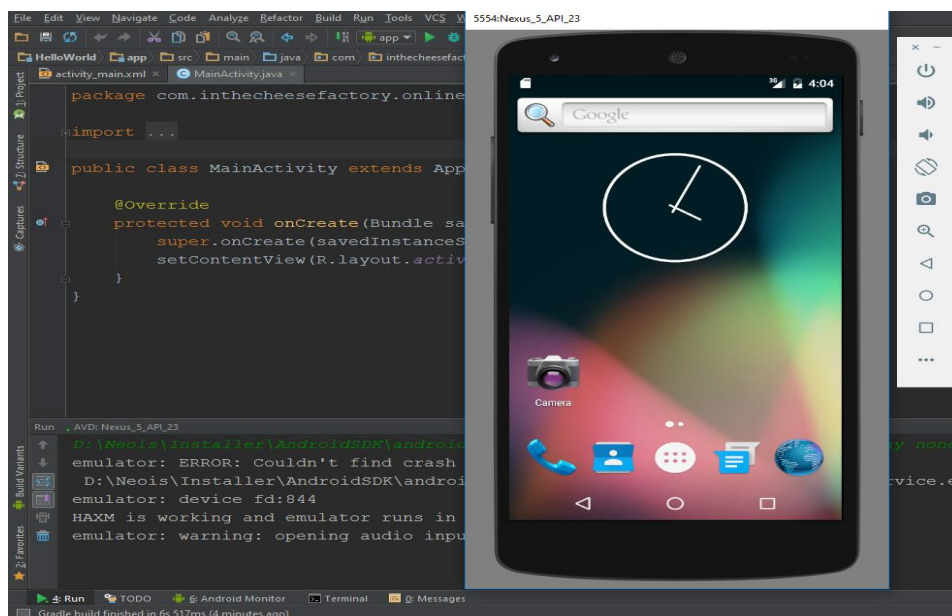 File Edit View Navigate Code Analyze Refactor Build Run Tools VCS W
5554:Nexus_5_API_23
app
HelloWorld app src main java com inthecheesefact
activity_main.xml MainActivity.java
1: Project
7: Structure
Captures
Build Variants
2: Favorites
package com.inthecheesefactory.online
import ...
public class MainActivity extends App
@Override
protected void onCreate(Bundle sa
super.onCreate(savedInstanceS
setContentView(R.layout.activ
}
}
36 4:04
Google
Camera
Run AVD: Nexus_5_API_23
D:\Neois\Installer\AndroidSDK\android y none
emulator: ERROR: Couldn't find crash
D:\Neois\Installer\AndroidSDK\androi rvice.e
emulator: device fd:844
HAXM is working and emulator runs in
emulator: warning: opening audio inpu
4: Run TODO 6: Android Monitor Terminal 0: Messages
Gradle build finished in 6s 517ms (4 minutes ago)